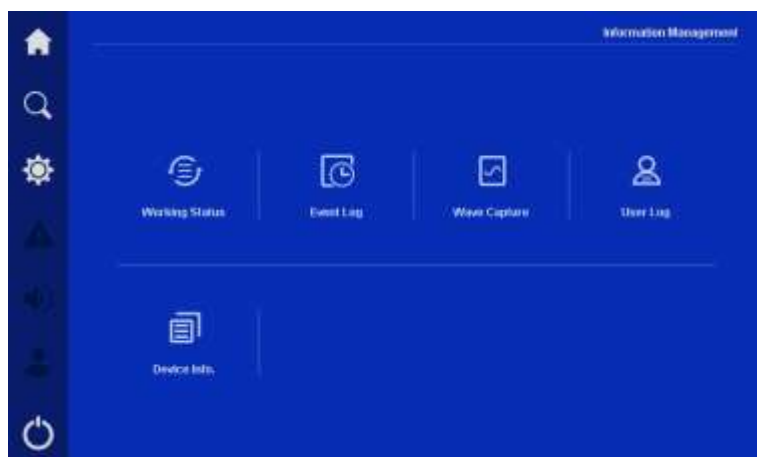 Information Management
Working Status
Event Log
Wave Capture
User Log
Device Info.